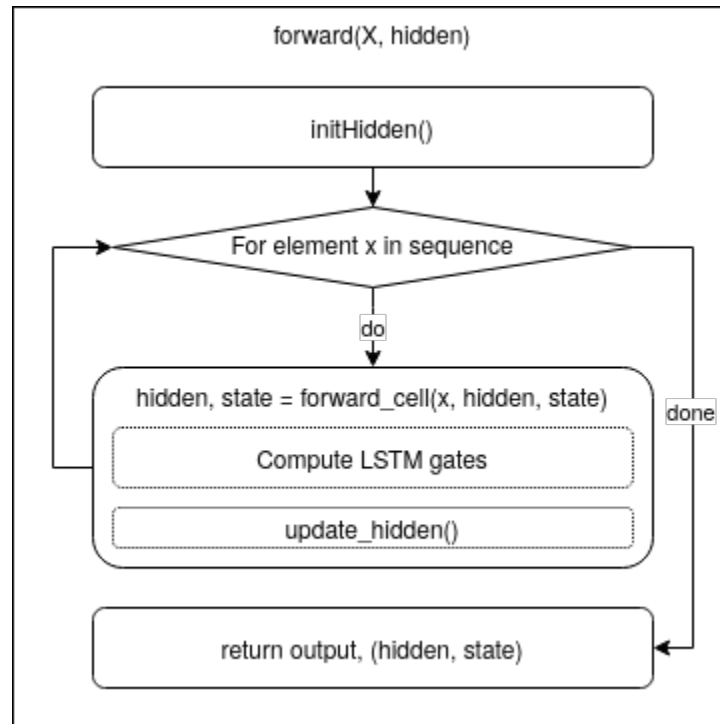 forward(X, hidden)
initHidden()
For element x in sequence
do
hidden, state = forward_cell(x, hidden, state)
done
Compute LSTM gates
update_hidden()
return output, (hidden, state)